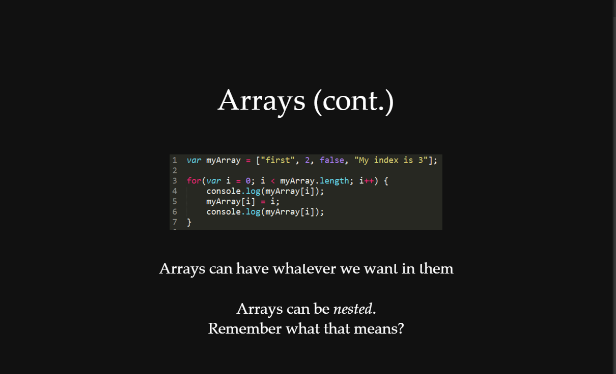 Arrays (cont.)
1 var myArray = ["first", 2, false, "My index is 3"];
2
3 for(var i = 0; i < myArray.length; i++) {
4     console.log(myArray[i]);
5     myArray[i] = i;
6     console.log(myArray[i]);
7 }
Arrays can have whatever we want in them
Arrays can be nested.
Remember what that means?